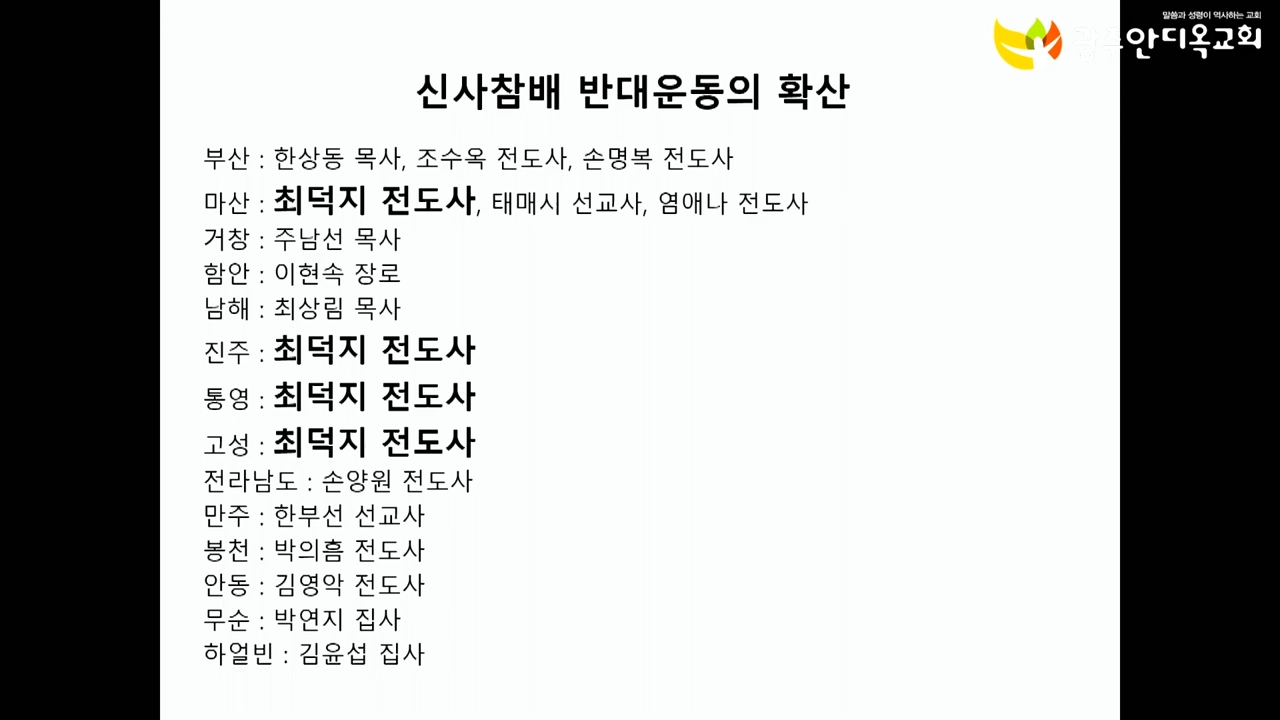 말씀과 성령이 역사하는 교회
광주안디옥교회
신사참배 반대운동의 확산
부산 : 한상동 목사, 조수옥 전도사, 손명복 전도사
마산 : 최덕지 전도사, 태매시 선교사, 염애나 전도사
거창 : 주남선 목사
함안 : 이현속 장로
남해 : 최상림 목사
진주 : 최덕지 전도사
통영 : 최덕지 전도사
고성 : 최덕지 전도사
전라남도 : 손양원 전도사
만주 : 한부선 선교사
봉천 : 박의흠 전도사
안동 : 김영악 전도사
무순 : 박연지 집사
하얼빈 : 김윤섭 집사